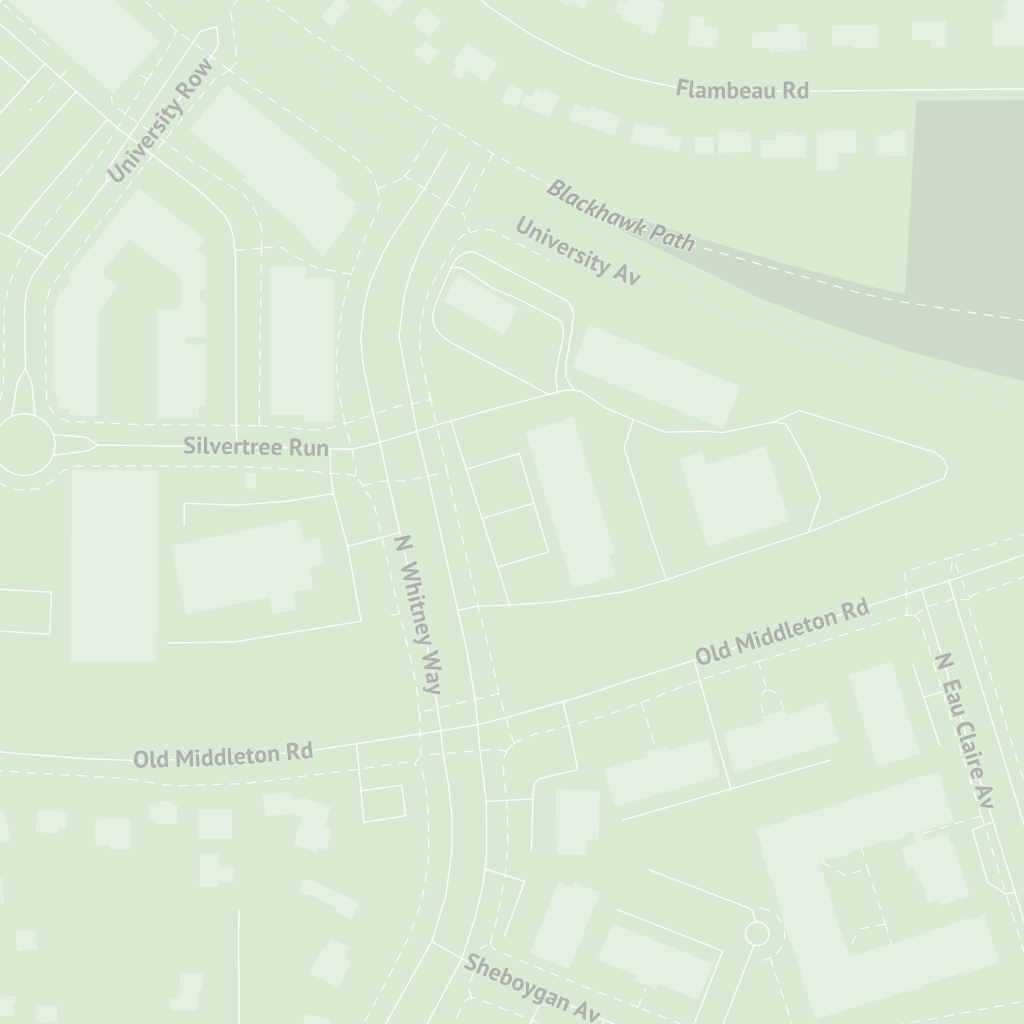 University Row
Flambeau Rd
Blackhawk Path
University Av
Silvertree Run
N Whitney Way
Old Middleton Rd
N Eau Claire Av
Old Middleton Rd
Sheboygan Av